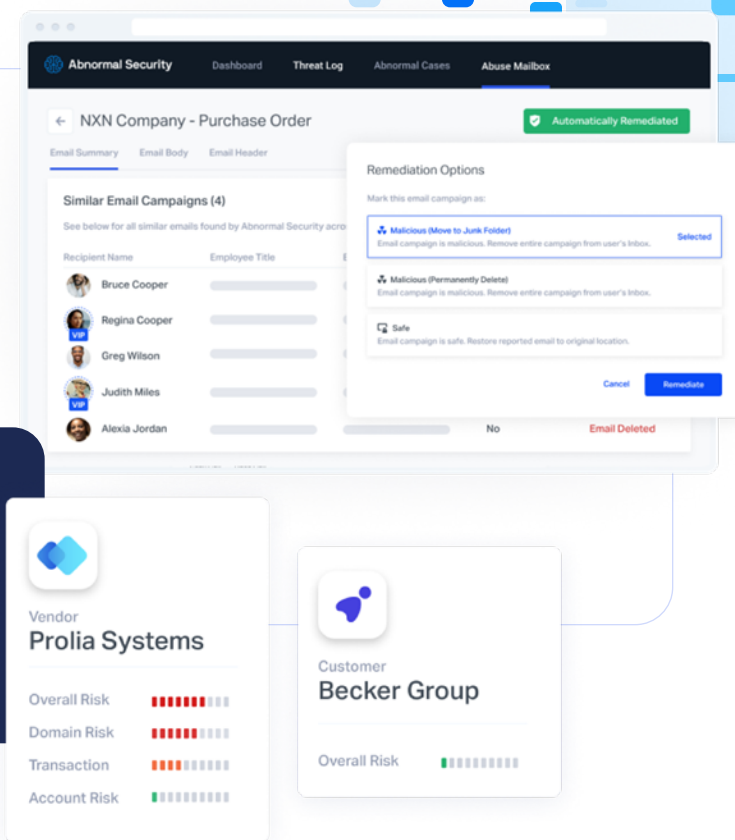 Abnormal Security
Dashboard
Threat Log
Abnormal Cases
Abuse Mailbox
NXN Company - Purchase Order
Automatically Remediated
Email Summary
Email Body
Email Header
Similar Email Campaigns (4)
See below for all similar emails found by Abnormal Security
Recipient Name
Employee Title
Bruce Cooper
Regina Cooper
VIP
Greg Wilson
Judith Miles
VIP
Alexia Jordan
No
Email Deleted
Remediation Options
Mark this email campaign as:
Malicious (Move to Junk Folder)
Email campaign is malicious. Remove entire campaign from user's Inbox.
Selected
Malicious (Permanently Delete)
Email campaign is malicious. Remove entire campaign from user's Inbox.
Safe
Email campaign is safe. Restore reported email to original location.
Cancel
Remediate
Vendor
Prolia Systems
Overall Risk
Domain Risk
Transaction
Account Risk
Customer
Becker Group
Overall Risk